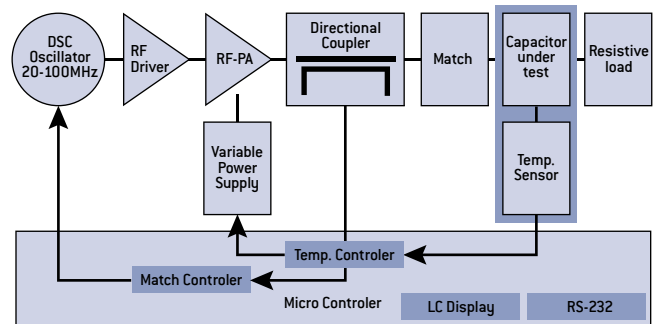 DSC
Oscillator
20-100MHz
RF
Driver
RF-PA
Directional
Coupler
Match
Capacitor
under
test
Resistive
load
Variable
Power
Supply
Temp.
Sensor
Temp. Controler
Match Controler
Micro Controler
LC Display
RS-232